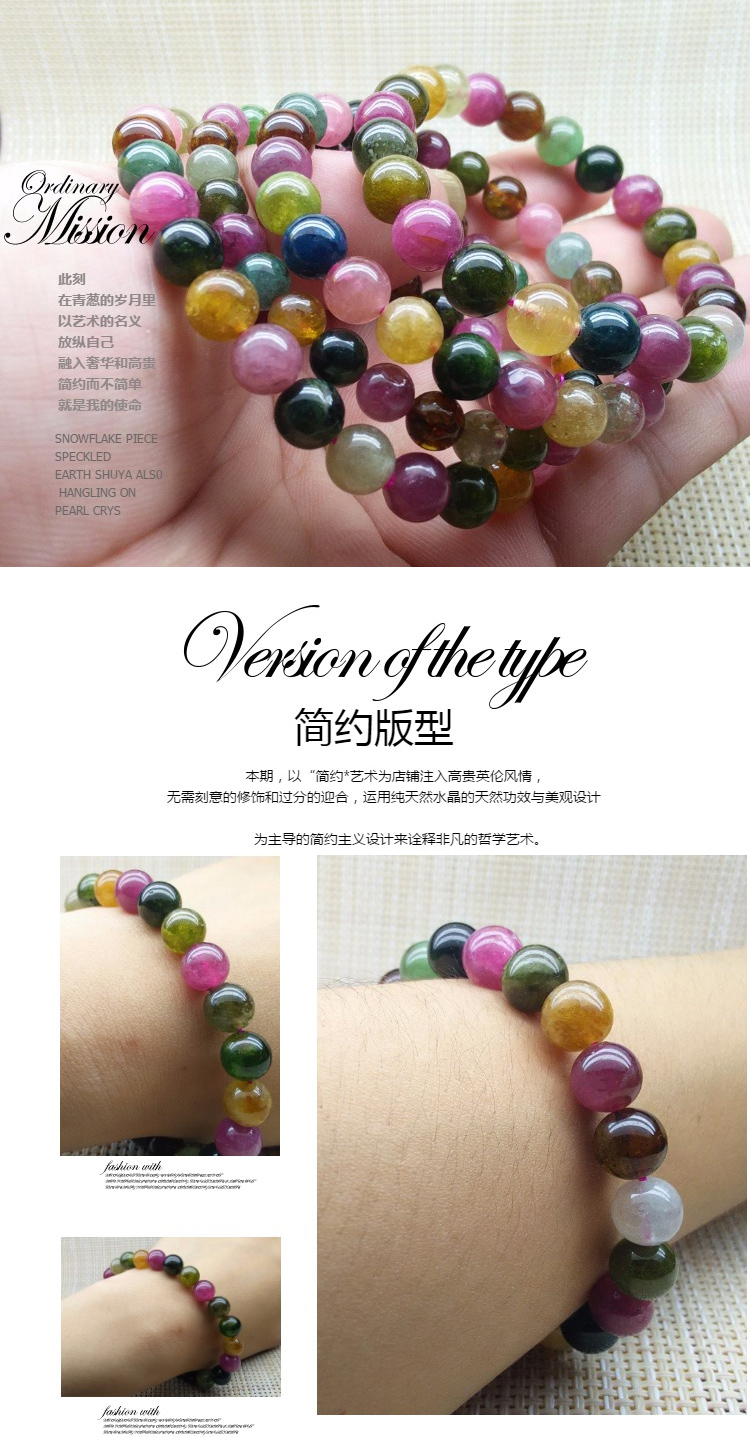 Ordinary
Mission
此刻
在青葱的岁月里
以艺术的名义
放纵自己
融入奢华和高贵
简约而不简单
就是我的使命
SNOWFLAKE PIECE
SPECKLED
EARTH SHUYA ALS0
HANGLING ON
PEARL CRYS
Version of the type
简约版型
本期，以“简约*艺术为店铺注入高贵英伦风情，
无需刻意的修饰和过分的迎合，运用纯天然水晶的天然功效与美观设计
为主导的简约主义设计来诠释非凡的哲学艺术。
fashion with
fashion with